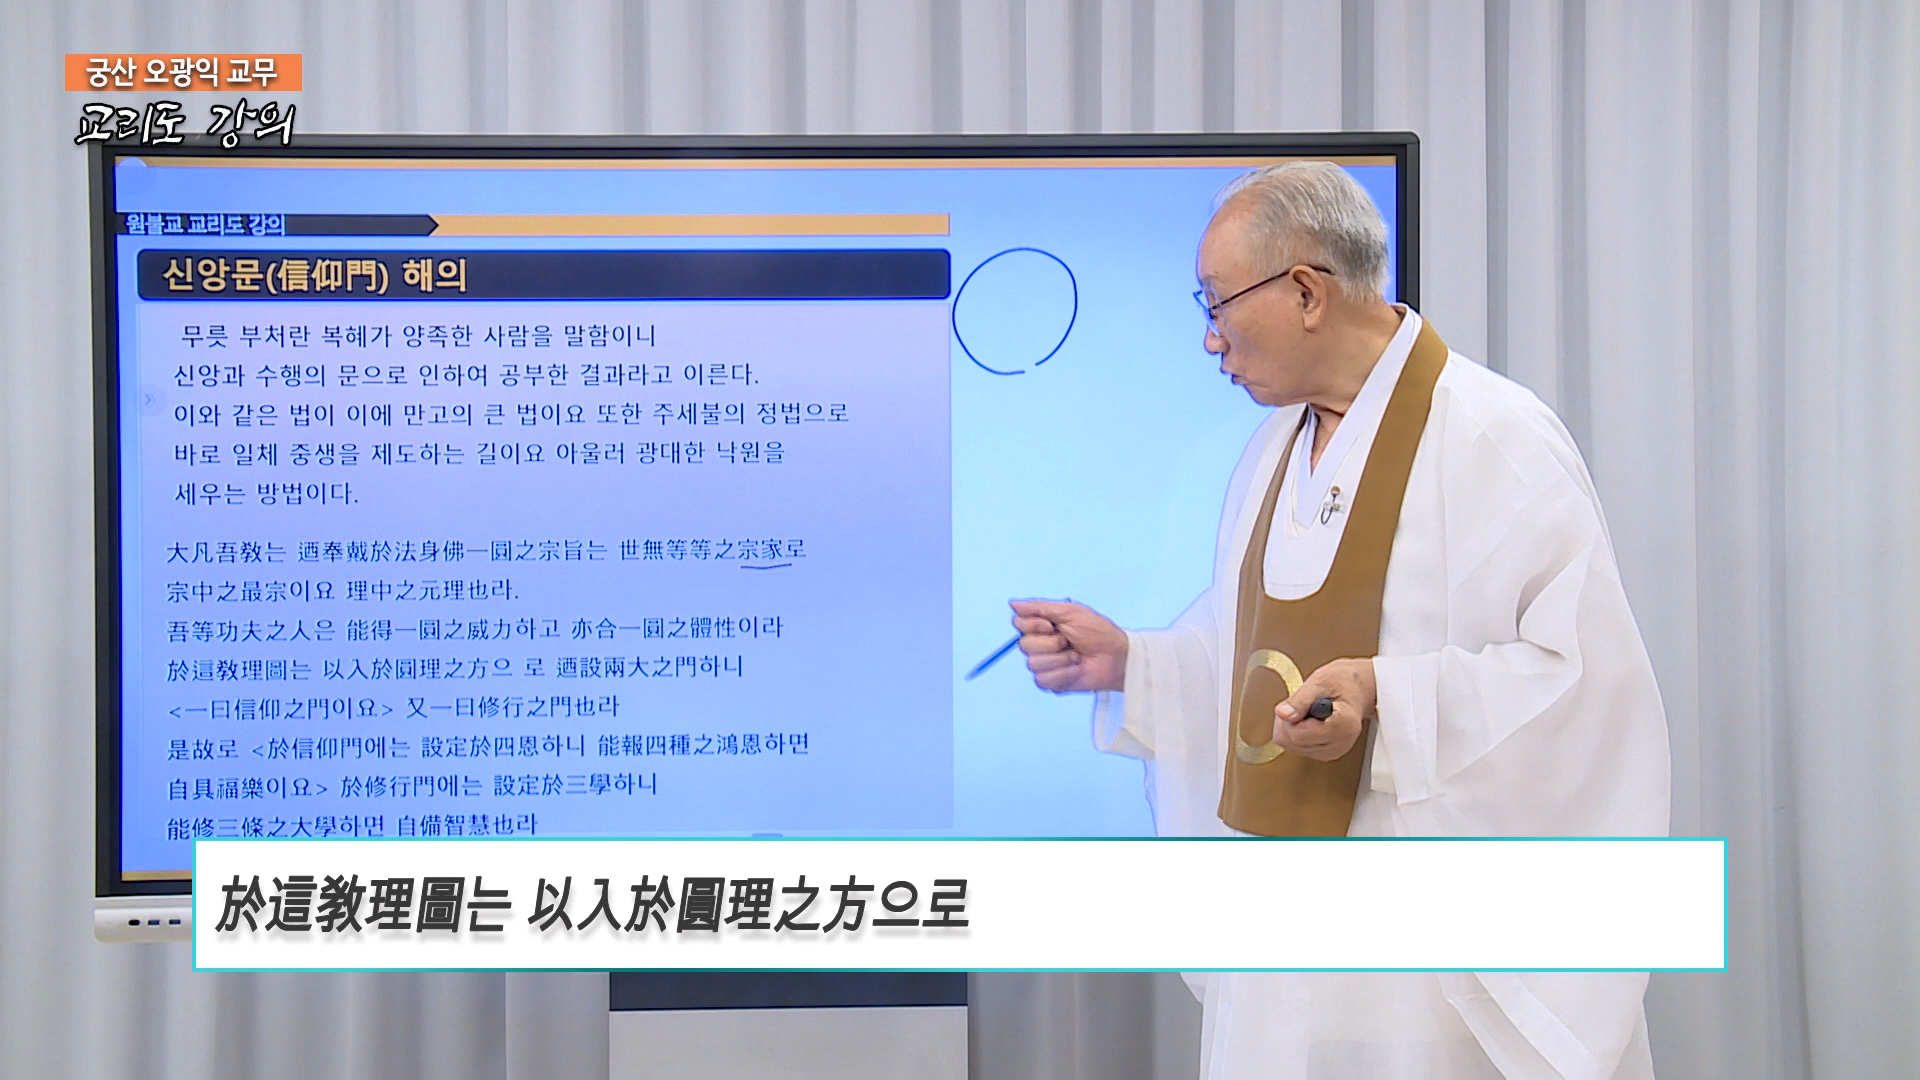 궁산 오광익 교무
교리도 강의
원불교 교리도 강의
신앙문(信仰門) 해의
무릇 부처란 복혜가 양족한 사람을 말함이니
신앙과 수행의 문으로 인하여 공부한 결과라고 이른다.
이와 같은 법이 이에 만고의 큰 법이요 또한 주세불의 정법으로
바로 일체 중생을 제도하는 길이요 아울러 광대한 낙원을
세우는 방법이다.
大凡吾敎는 迺奉戴於法身佛一圓之宗旨는 世無等等之宗家로
宗中之最宗이요 理中之元理也라.
吾等功夫之人은 能得一圓之威力하고 亦合一圓之體性이라
於這敎理圖는 以入於圓理之方으 로 迺設兩大之門하니
<一曰信仰之門이요> 又一曰修行之門也라
是故로 <於信仰門에는 設定於四恩하니 能報四種之鴻恩하면
自具福樂이요> 於修行門에는 設定於三學하니
能修三條之大學하면 自備智慧也라
於這敎理圖는 以入於圓理之方으로